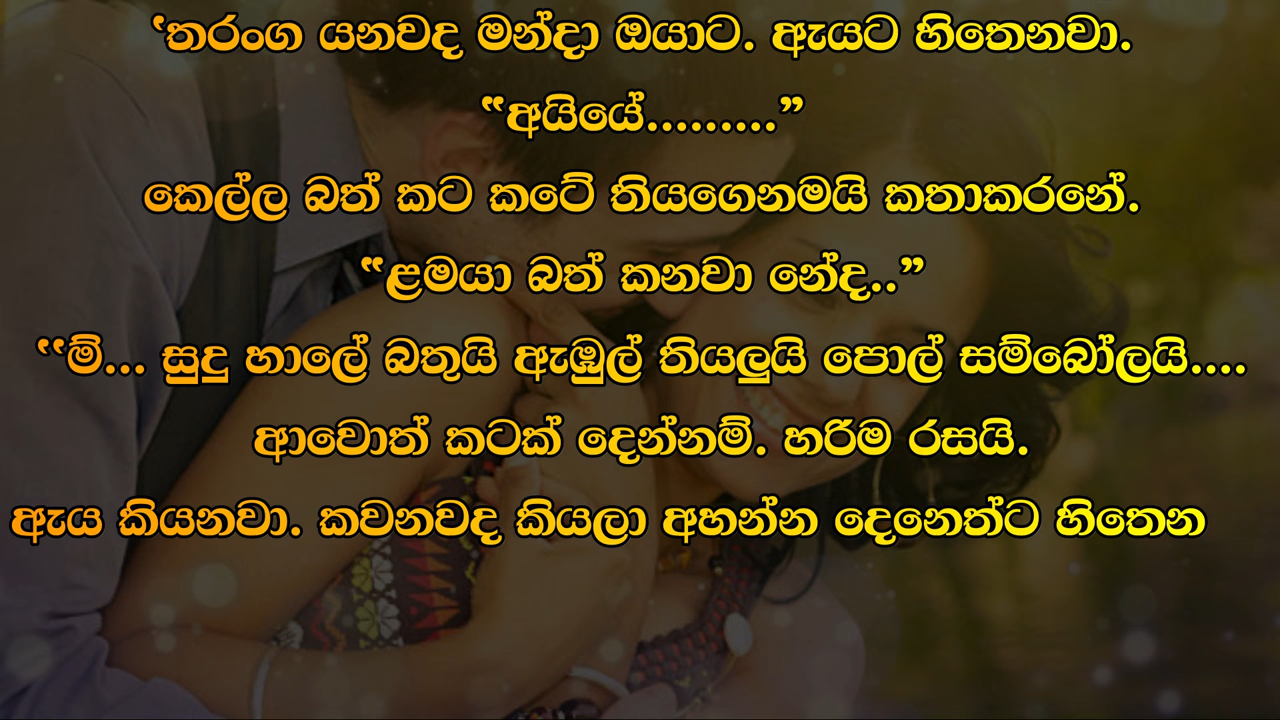 ‛තරංග යනවද මන්දා ඔයාට. ඇයට හිතෙනවා.
‟අයියේ.........”
කෙල්ල බත් කට කටේ තියගෙනමයි කතාකරනේ.
‟ළමයා බත් කනවා නේද..”
‛‛ම්... සුදු හාලේ බතුයි ඇඹුල් තියලුයි පොල් සම්බෝලයි....
ආවොත් කටක් දෙන්නම්. හරිම රසයි.
ඇය කියනවා. කවනවද කියලා අහන්න දෙනෙත්ට හිතෙන